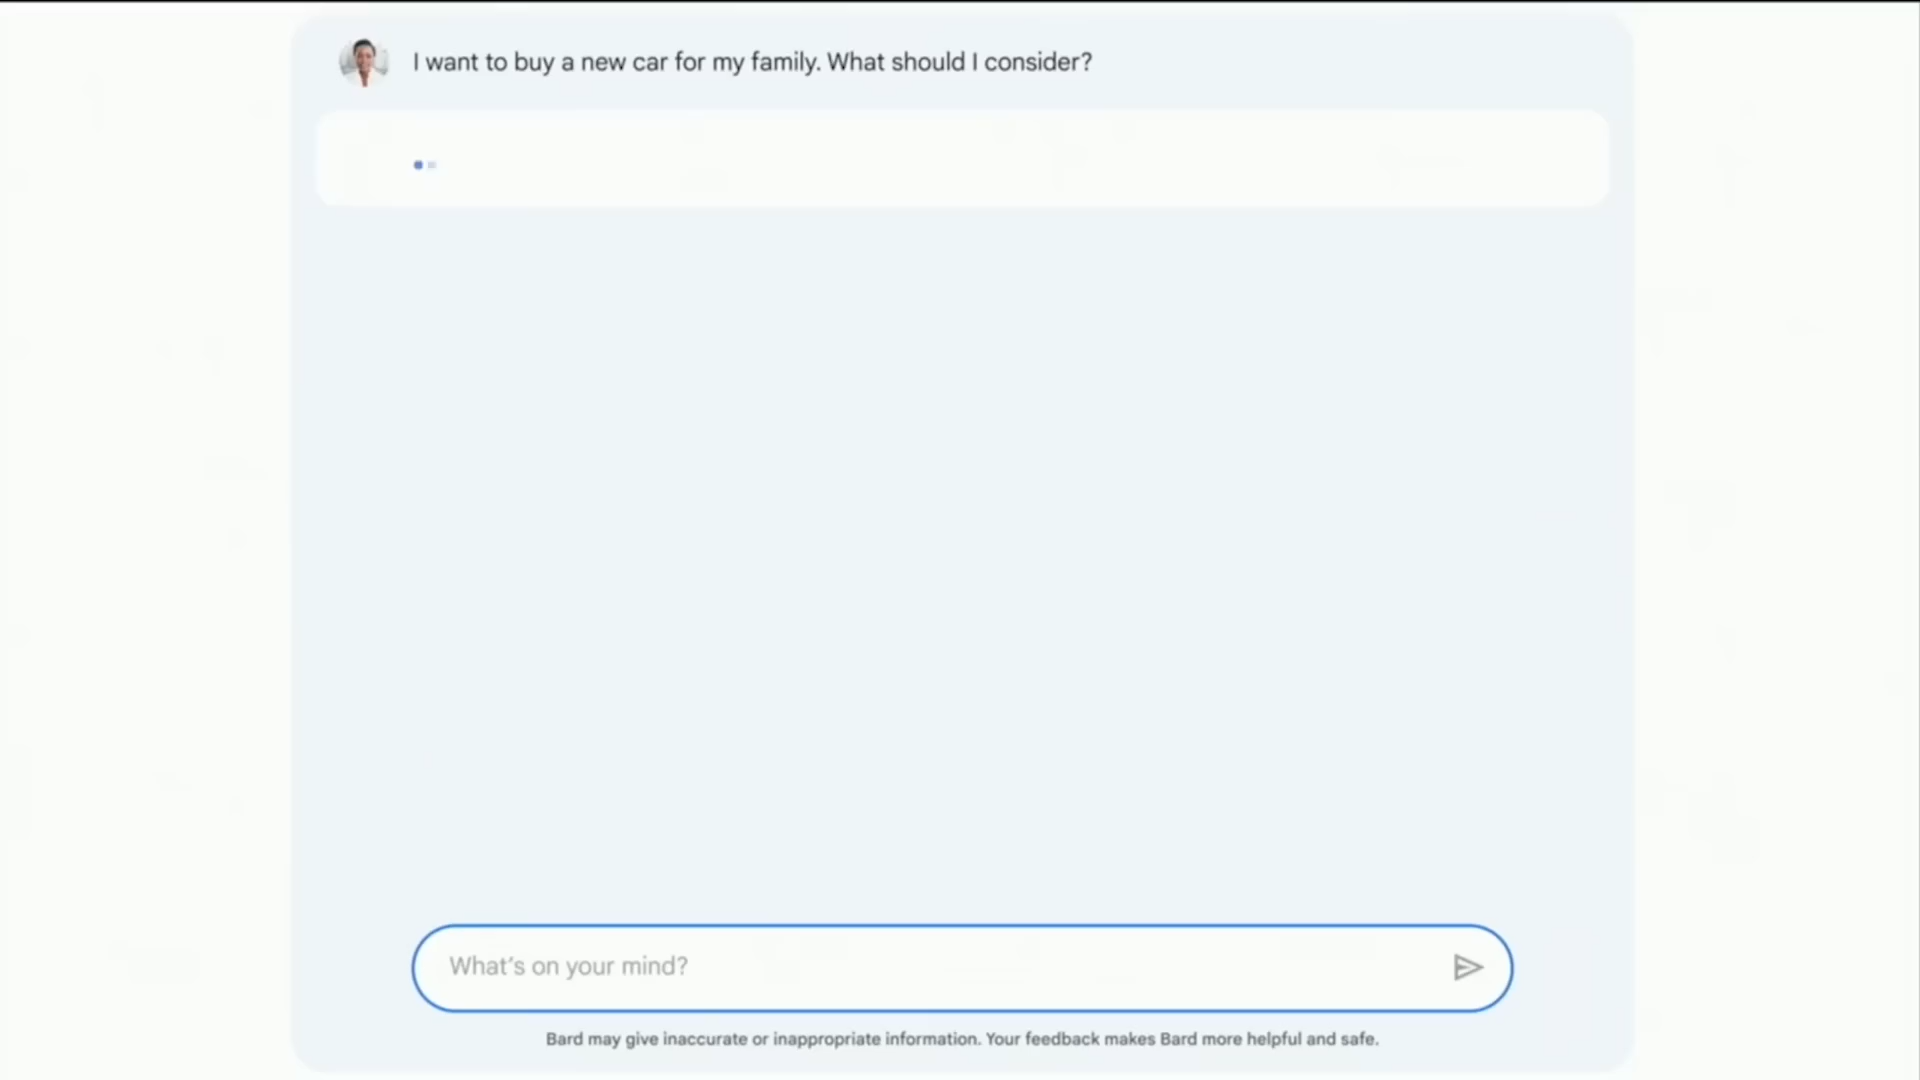 I want to buy a new car for my family. What should I consider?
What's on your mind?
Bard may give inaccurate or inappropriate information. Your feedback makes Bard more helpful and safe.